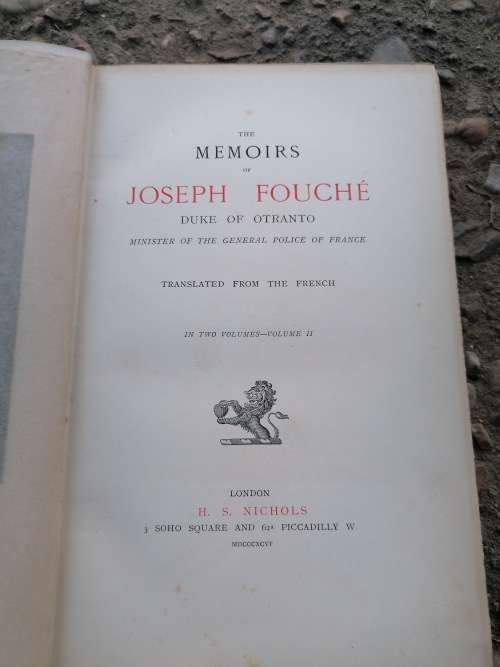 THE
MEMOIRS
OF
JOSEPH FOUCHÉ
DUKE OF OTRANTO
MINISTER OF THE GENERAL POLICE OF FRANCE
TRANSLATED FROM THE FRENCH
IN TWO VOLUMES—VOLUME II
LONDON
H. S. NICHOLS
3 SOHO SQUARE AND 62A PICCADILLY W
MDCCCXCVI